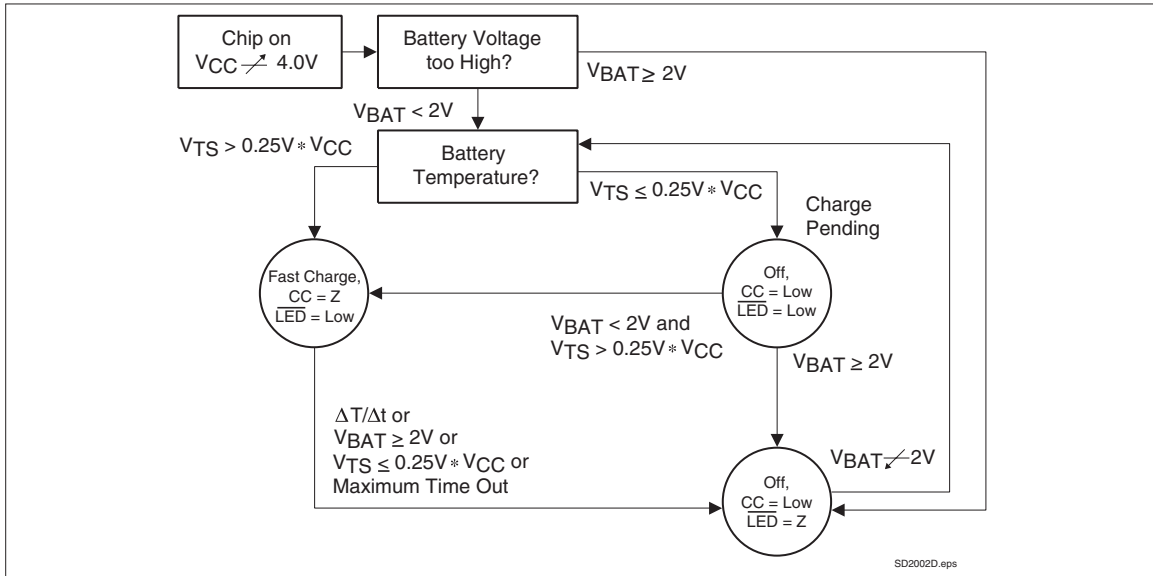 Chip on
VCC 4.0V
Battery Voltage
too High?
VBAT ≥ 2V
VBAT < 2V
VTS > 0.25V * VCC
Battery
Temperature?
VTS ≤ 0.25V * VCC
Charge
Pending
Fast Charge,
CC = Z
LED = Low
Off,
CC = Low
LED = Low
VBAT < 2V and
VTS > 0.25V * VCC
VBAT ≥ 2V
ΔT/Δt or
VBAT ≥ 2V or
VTS ≤ 0.25V * VCC or
Maximum Time Out
VBAT 2V
Off,
CC = Low
LED = Z
SD2002D.eps